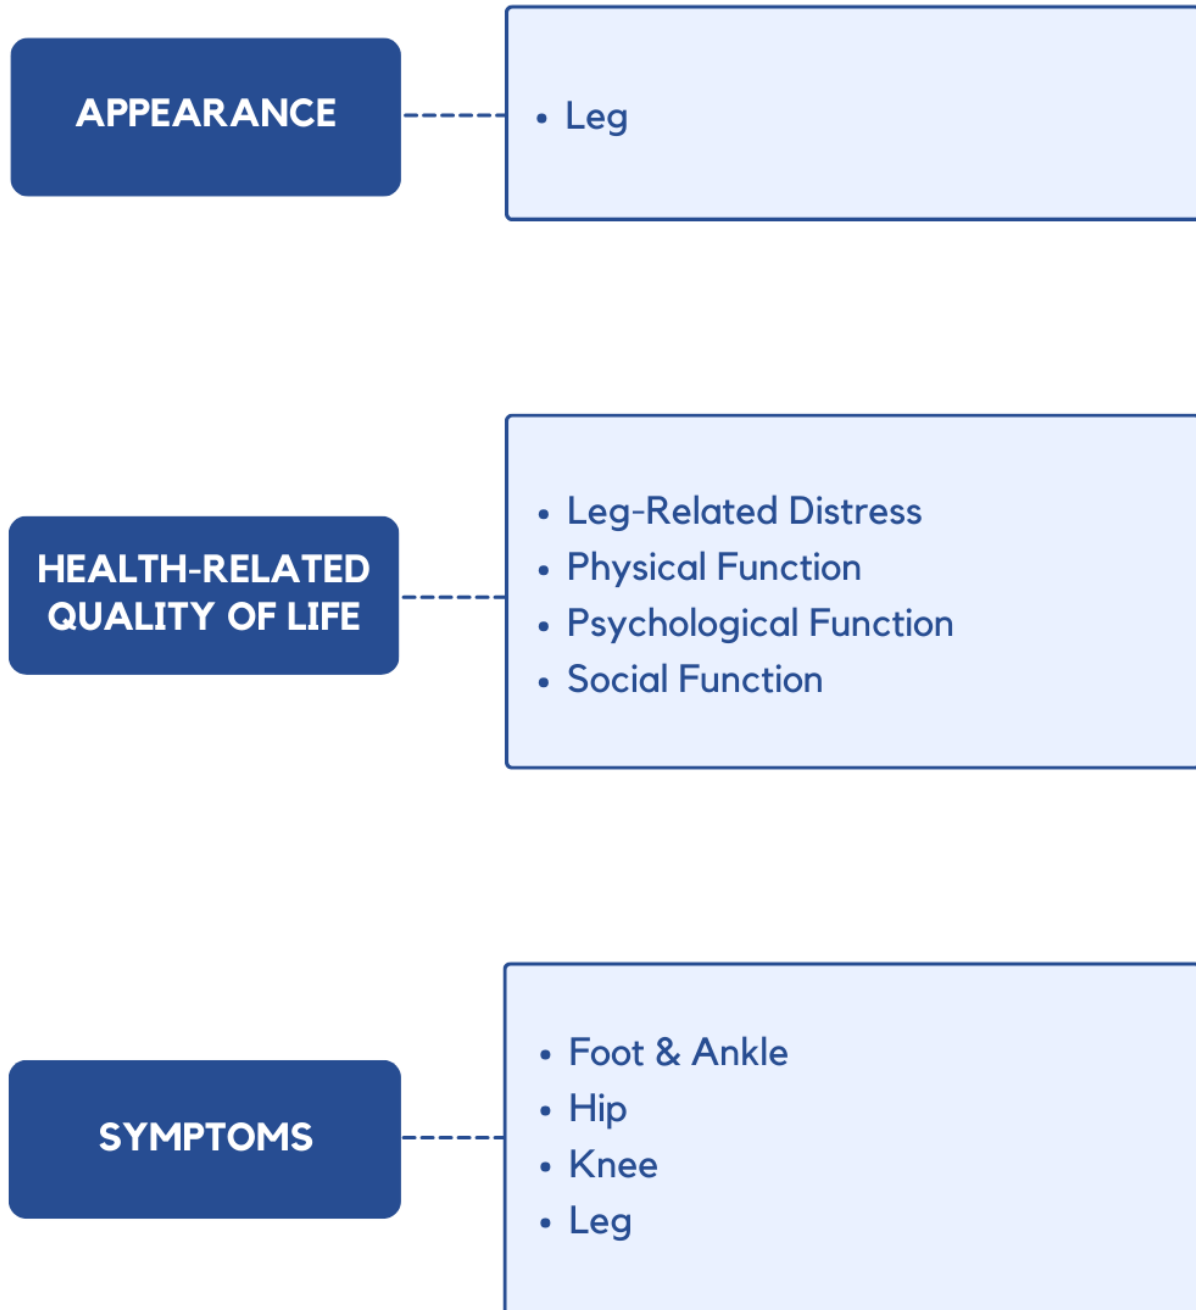 APPEARANCE
• Leg
HEALTH-RELATED
QUALITY OF LIFE
• Leg-Related Distress
• Physical Function
• Psychological Function
• Social Function
SYMPTOMS
• Foot & Ankle
• Hip
• Knee
• Leg